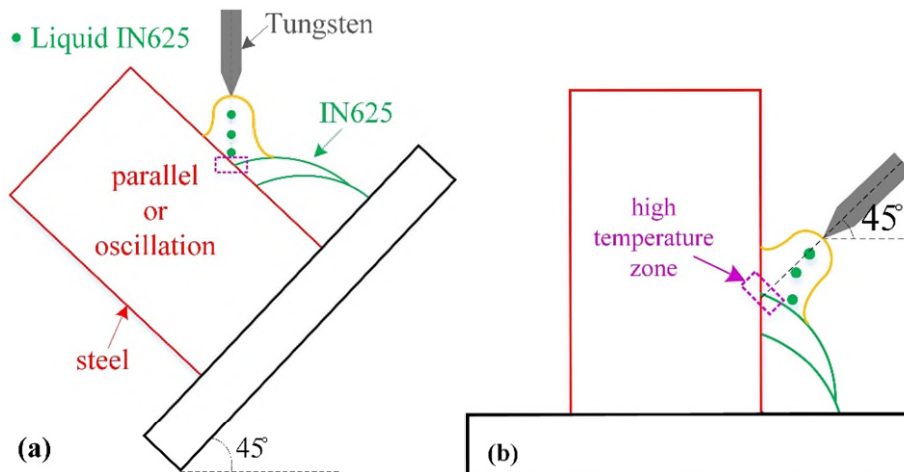 Liquid IN625
Tungsten
IN625
parallel
or
oscillation
steel
45°
(a)
high
temperature
zone
45°
(b)